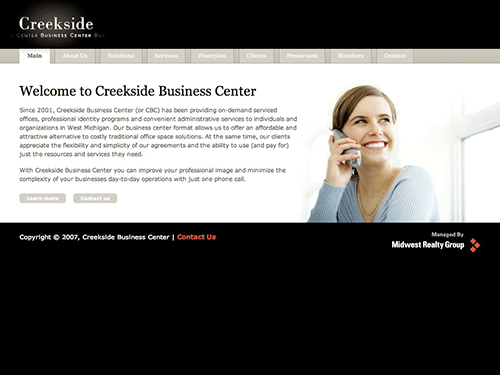 Creekside
CENTER BUSINESS CENTER
Main About Us Solutions Services Floorplan Clients Pressroom Members Contact
Welcome to Creekside Business Center
Since 2001, Creekside Business Center (or CBC) has been providing on-demand serviced
offices, professional identity programs and convenient administrative services to individuals and
organizations in West Michigan. Our business center format allows us to offer an affordable and
attractive alternative to costly traditional office space solutions. At the same time, our clients
appreciate the flexibility and simplicity of our agreements and the ability to use (and pay for)
just the resources and services they need.
With Creekside Business Center you can improve your professional image and minimize the
complexity of your businesses day-to-day operations with just one phone call.
Learn more Contact us
Copyright © 2007, Creekside Business Center | Contact Us
Managed By
Midwest Realty Group